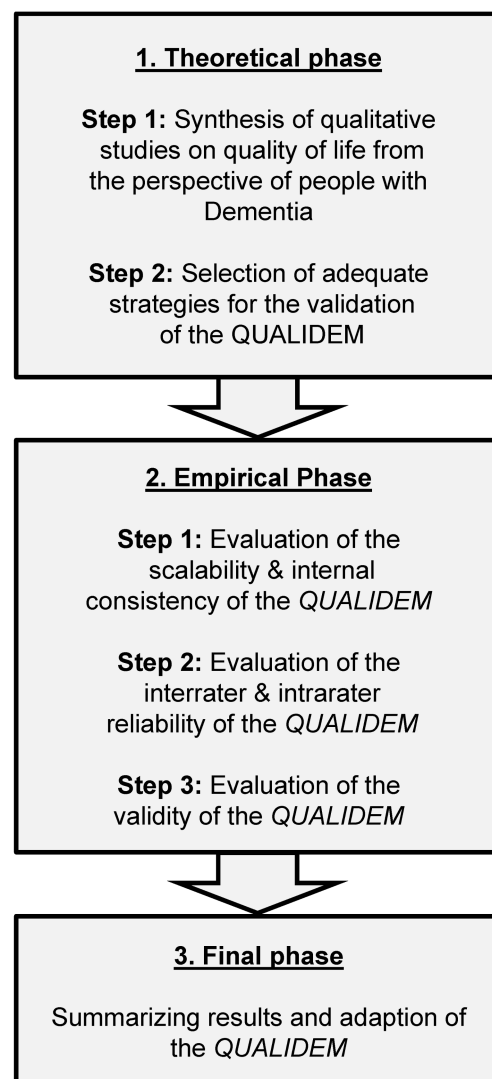 1. Theoretical phase
Step 1: Synthesis of qualitative
studies on quality of life from
the perspective of people with
Dementia
Step 2: Selection of adequate
strategies for the validation
of the QUALIDEM
2. Empirical Phase
Step 1: Evaluation of the
scalability & internal
consistency of the QUALIDEM
Step 2: Evaluation of the
interrater & intrarater
reliability of the QUALIDEM
Step 3: Evaluation of the
validity of the QUALIDEM
3. Final phase
Summarizing results and adaption of
the QUALIDEM